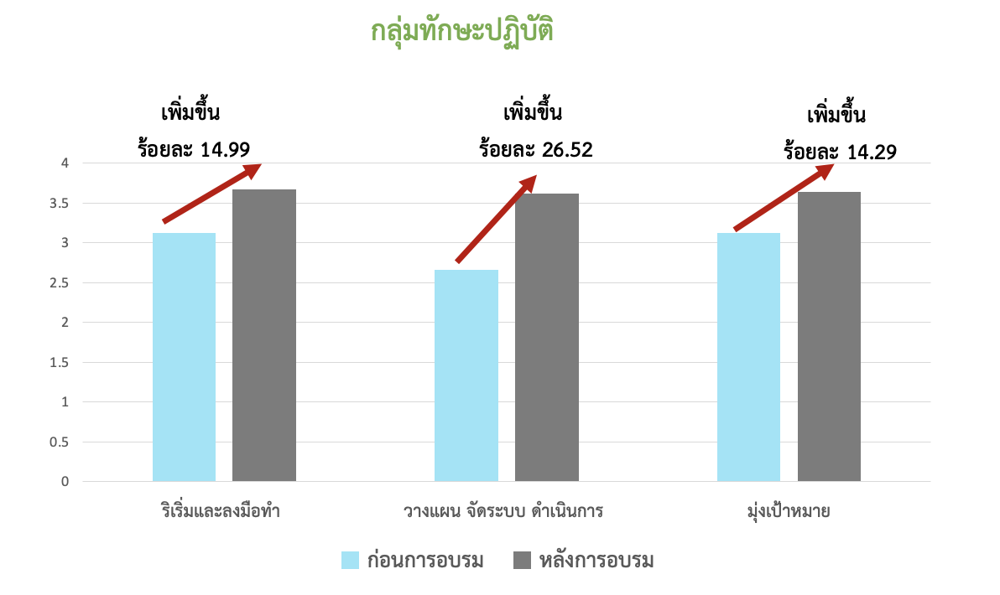 กลุ่มทักษะปฏิบัติ
เพิ่มขึ้น
ร้อยละ 14.99
เพิ่มขึ้น
ร้อยละ 26.52
เพิ่มขึ้น
ร้อยละ 14.29
4
3.5
3
2.5
2
1.5
1
0.5
0
ริเริ่มและลงมือทำ
วางแผน จัดระบบ ดำเนินการ
มุ่งเป้าหมาย
ก่อนการอบรม
หลังการอบรม